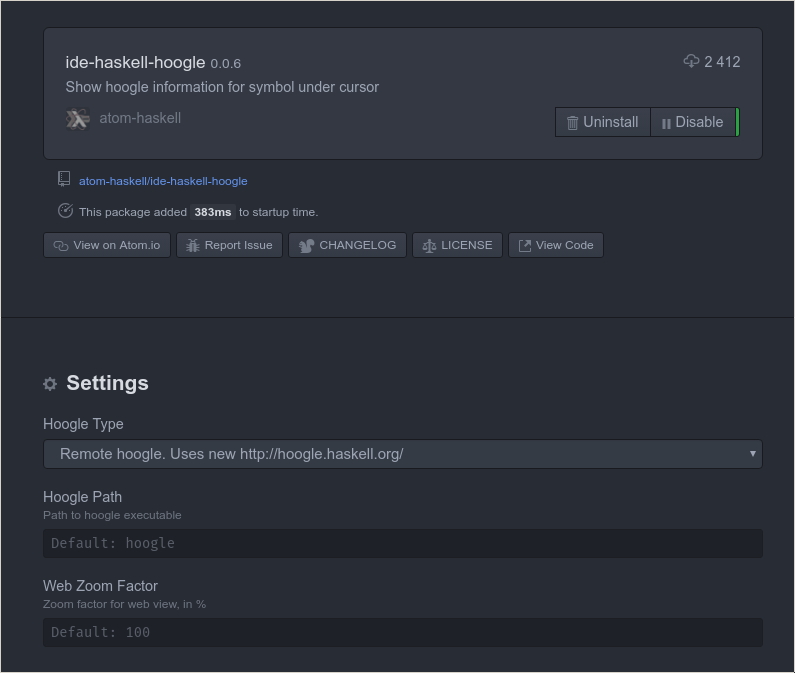 ide-haskell-hoogle 0.0.6
2 412
Show hoogle information for symbol under cursor
atom-haskell
Uninstall
Disable
atom-haskell/ide-haskell-hoogle
This package added 383ms to startup time.
View on Atom.io
Report Issue
CHANGELOG
LICENSE
View Code
Settings
Hoogle Type
Remote hoogle. Uses new http://hoogle.haskell.org/
Hoogle Path
Path to hoogle executable
Default: hoogle
Web Zoom Factor
Zoom factor for web view, in %
Default: 100